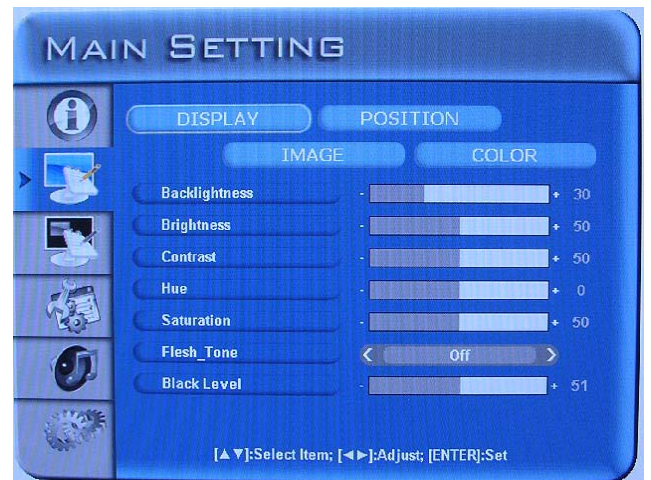 MAIN SETTING
DISPLAY POSITION
IMAGE COLOR
Backlightness - + 30
Brightness - + 50
Contrast - + 50
Hue - + 0
Saturation - + 50
Flesh_Tone < Off >
Black Level - + 51
[▲▼]:Select Item; [◄►]:Adjust; [ENTER]:Set